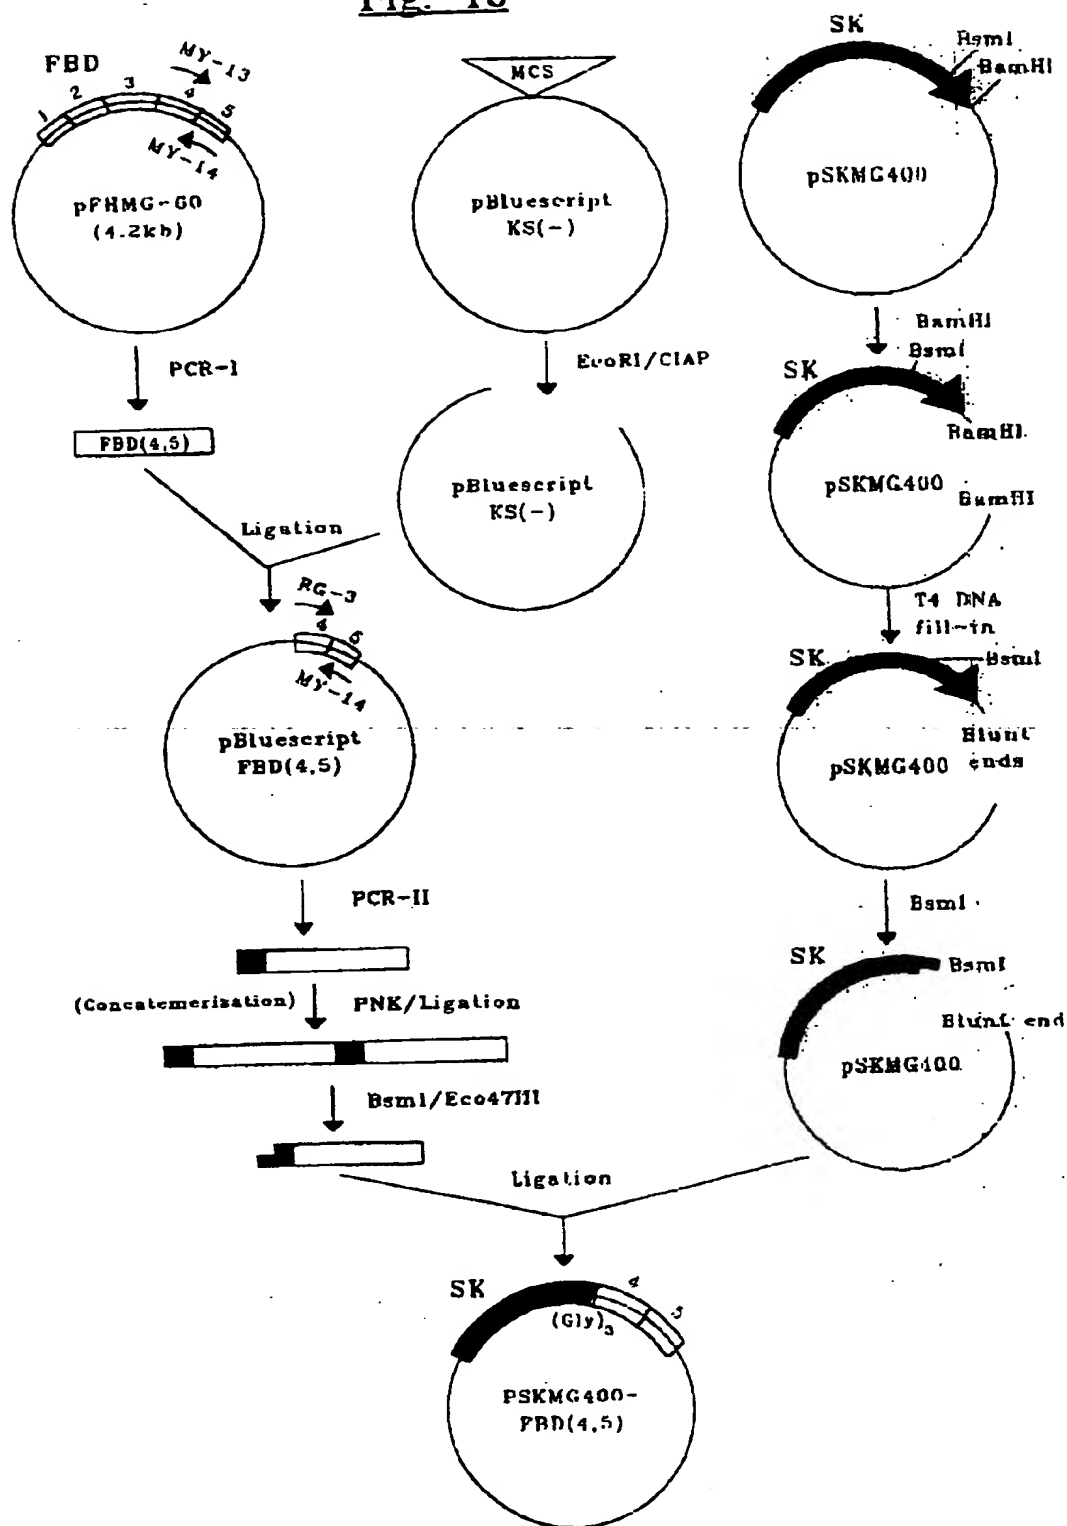 FBD
MY-13
1 2 3 4 5
MY-14
pFHMG-60
(4.2kb)
PCR-I
FBD(4,5)
MCS
pBluescript
KS(-)
EcoRI/CIAP
pBluescript
KS(-)
Ligation
RG-3
4 5
MY-14
pBluescript
FBD(4,5)
PCR-II
(Concatemerisation)
PNK/Ligation
BsmI/Eco47III
SK
BsmI
BamHI
pSKMG400
BamHI
BsmI
SK
BamHI
pSKMG400
BamHI
T4 DNA
fill-in
SK
BsmI
Blunt
ends
pSKMG400
BsmI
SK
BsmI
Blunt end
pSKMG400
Ligation
SK
4
5
(Gly)3
PSKMG400-
FBD(4,5)